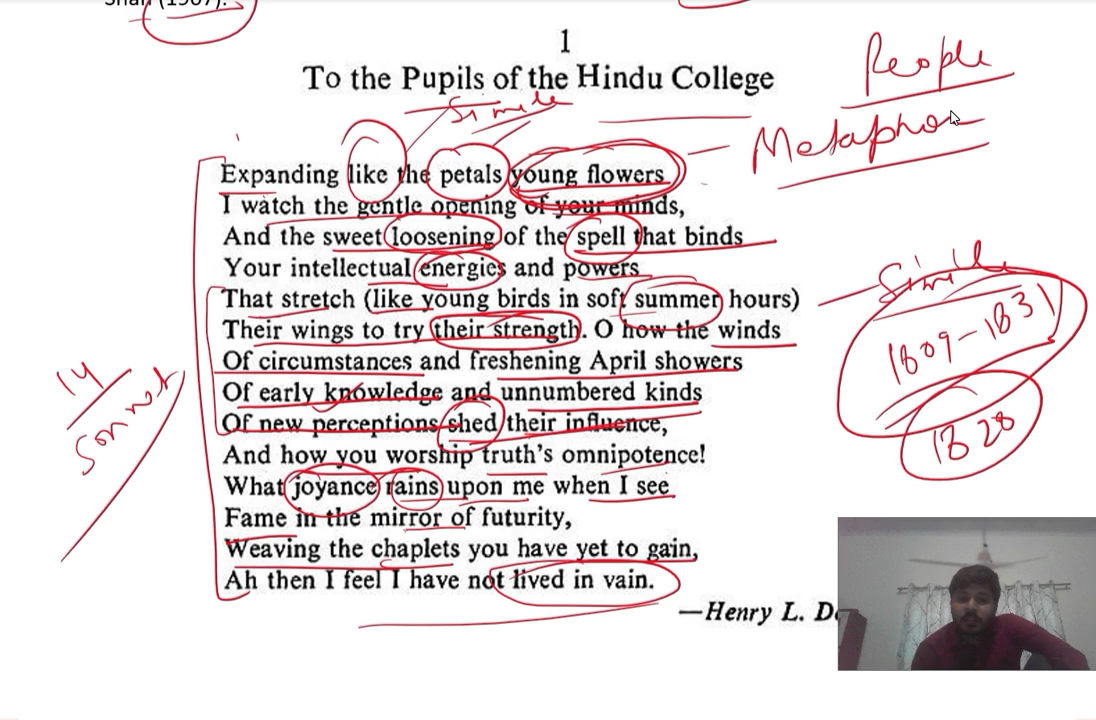 (1907).
1
To the Pupils of the Hindu College
People
Simile
Metaphor
Expanding like the petals young flowers
I watch the gentle opening of your minds,
And the sweet loosening of the spell that binds
Your intellectual energies and powers
That stretch (like young birds in soft summer hours)
Simile
Their wings to try their strength. O how the winds
1809-1831
Of circumstances and freshening April showers
14
Sonnet
Of early knowledge and unnumbered kinds
Of new perceptions shed their influence,
1828
And how you worship truth's omnipotence!
What joyance rains upon me when I see
Fame in the mirror of futurity,
Weaving the chaplets you have yet to gain,
Ah then I feel I have not lived in vain.
—Henry L.